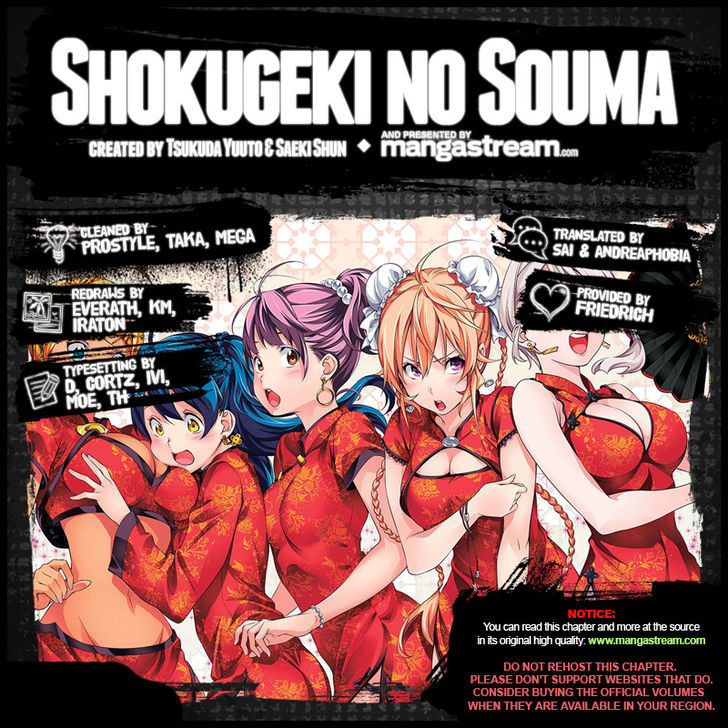 SHOKUGEKI NO SOUMA
CREATED BY TSUKUDA YUUTO & SAEKI SHUN ◆ AND PRESENTED BY mangastream.com
CLEANED BY
PROSTYLE, TAKA, MEGA
REDRAWS BY
EVERATH, KM,
IRATON
TYPESETTING BY
D, GORTZ, IVI,
MOE, TH
TRANSLATED BY
SAI & ANDREAPHOBIA
PROVIDED BY
FRIEDRICH
NOTICE:
You can read this chapter and more at the source
in its original high quality: www.mangastream.com
DO NOT REHOST THIS CHAPTER.
PLEASE DON'T SUPPORT WEBSITES THAT DO.
CONSIDER BUYING THE OFFICIAL VOLUMES
WHEN THEY ARE AVAILABLE IN YOUR REGION.